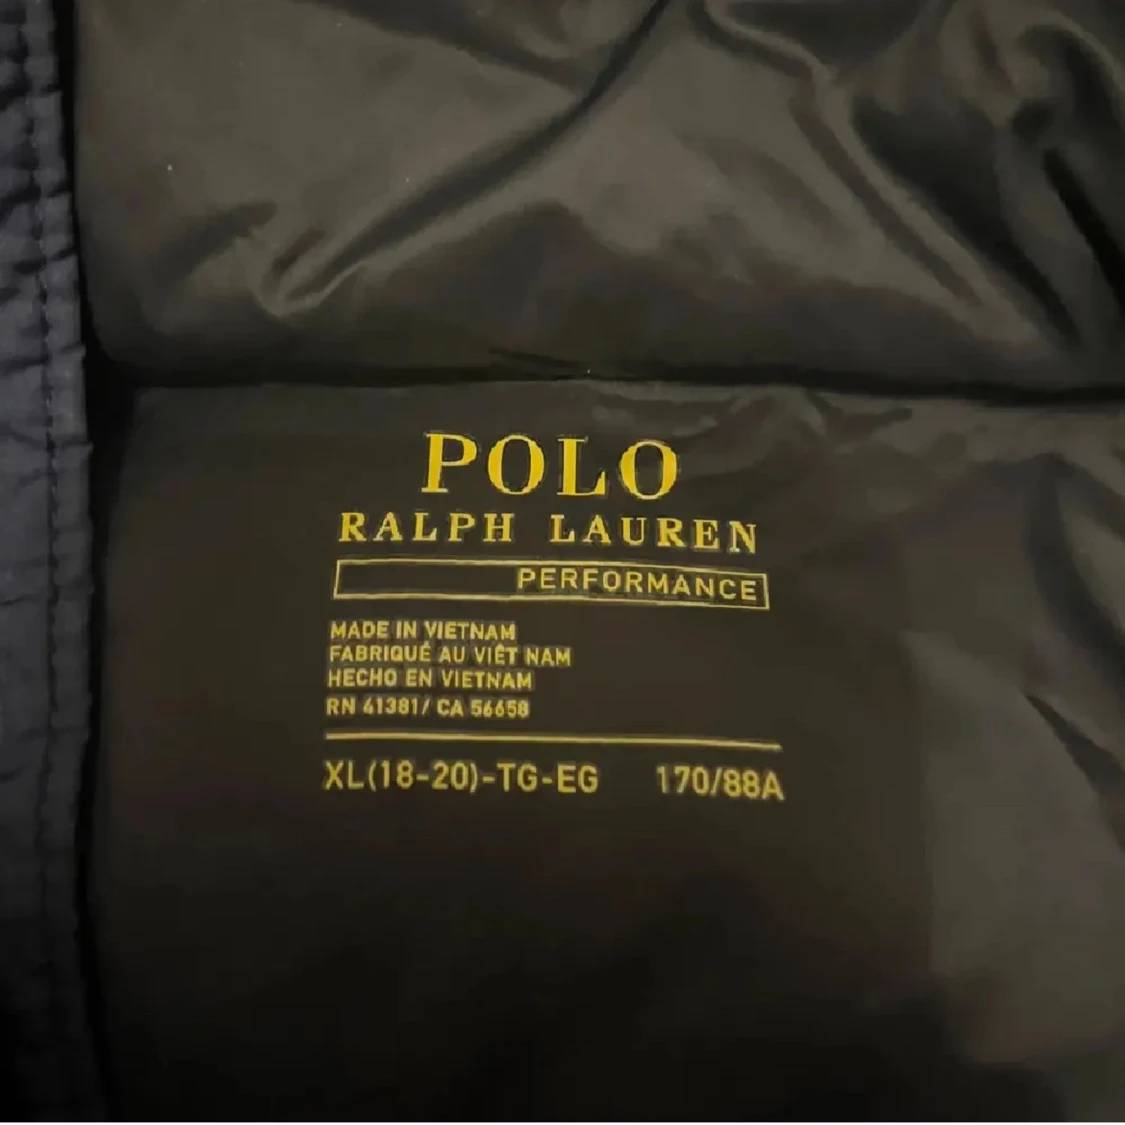 POLO
RALPH LAUREN
PERFORMANCE
MADE IN VIETNAM
FABRIQUÉ AU VIÊT NAM
HECHO EN VIETNAM
RN 41381/ CA 56658
XL(18-20)-TG-EG 170/88A